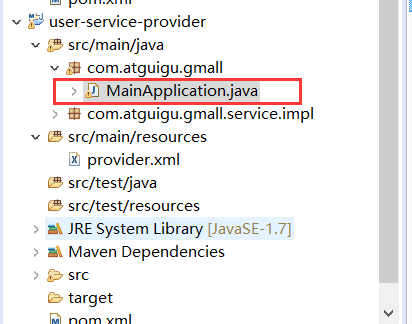 pom.xml
user-service-provider
src/main/java
com.atguigu.gmall
MainApplication.java
com.atguigu.gmall.service.impl
src/main/resources
provider.xml
src/test/java
src/test/resources
JRE System Library [JavaSE-1.7]
Maven Dependencies
src
target
pom.xml